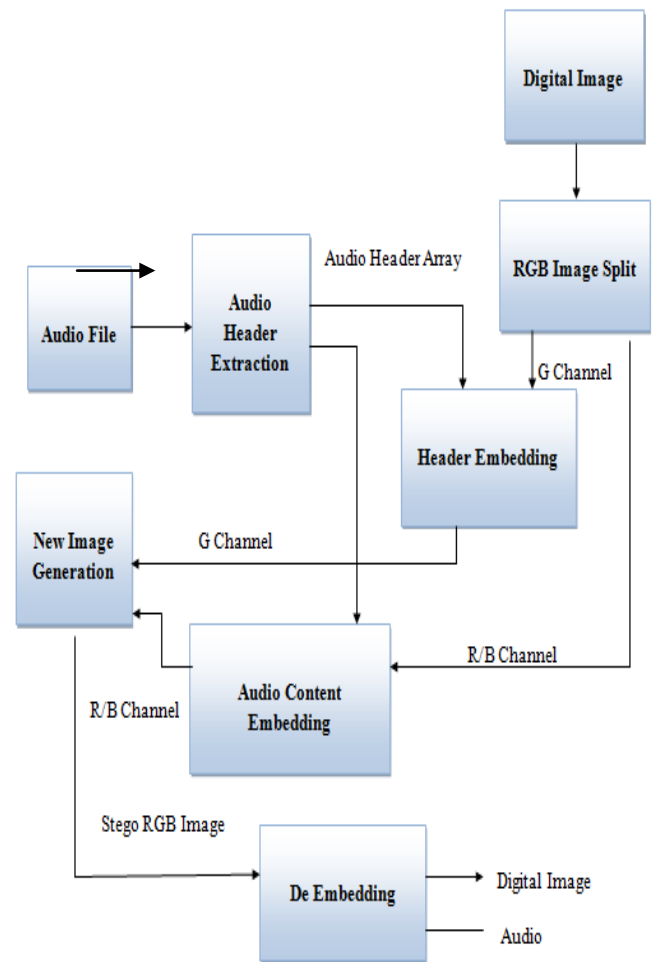 Digital Image
RGB Image Split
Audio Header Array
Audio
Header
Extraction
Audio File
G Channel
Header Embedding
New Image
Generation
G Channel
R/B Channel
Audio Content
Embedding
R/B Channel
Stego RGB Image
De Embedding
Digital Image
Audio